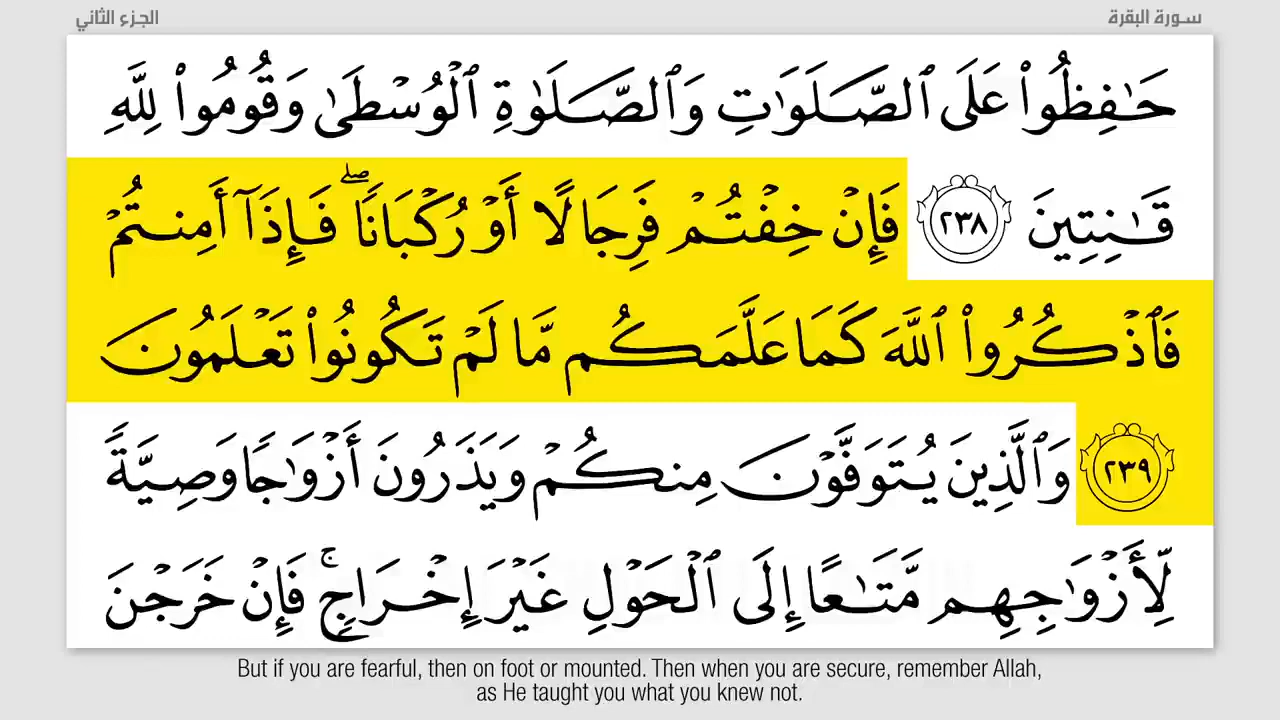 سورة البقرة
الجزء الثاني
حَـٰفِظُوا۟ عَلَى ٱلصَّلَوَٰتِ وَٱلصَّلَوٰةِ ٱلْوُسْطَىٰ وَقُومُوا۟ لِلَّهِ
قَـٰنِتِينَ ٢٣٨ فَإِنْ خِفْتُمْ فَرِجَالًا أَوْ رُكْبَانًا ۖ فَإِذَآ أَمِنتُمْ
فَٱذْكُرُوا۟ ٱللَّهَ كَمَا عَلَّمَكُم مَّا لَمْ تَكُونُوا۟ تَعْلَمُونَ
٢٣٩ وَٱلَّذِينَ يُتَوَفَّوْنَ مِنكُمْ وَيَذَرُونَ أَزْوَٰجًا وَصِيَّةً
لِّأَزْوَٰجِهِم مَّتَـٰعًا إِلَى ٱلْحَوْلِ غَيْرَ إِخْرَاجٍ ۚ فَإِنْ خَرَجْنَ
But if you are fearful, then on foot or mounted. Then when you are secure, remember Allah,
as He taught you what you knew not.